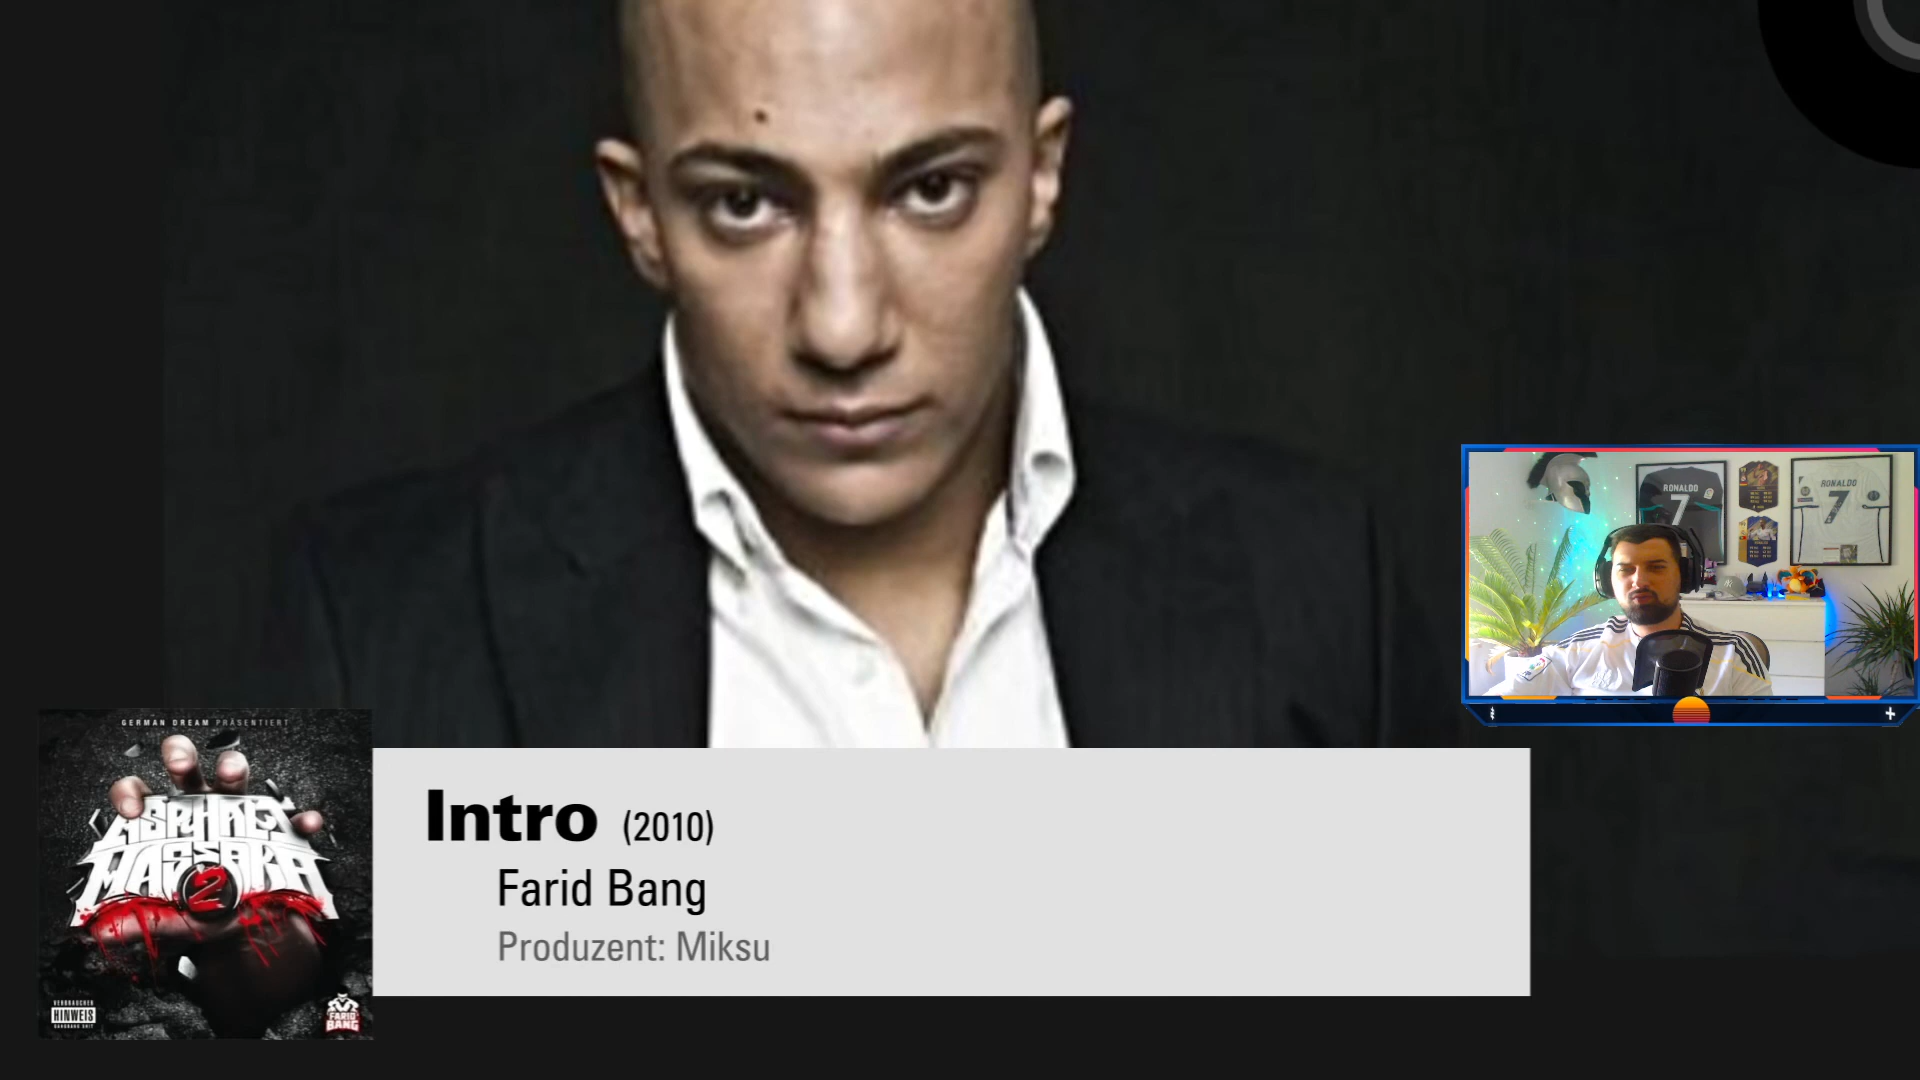 RONALDO
7
RONALDO
7
GERMAN DREAM PRÄSENTIERT
ASPHALT
MASSAKA
2
VERBRAUCHER
HINWEIS
FARID
BANG
Intro (2010)
Farid Bang
Produzent: Miksu